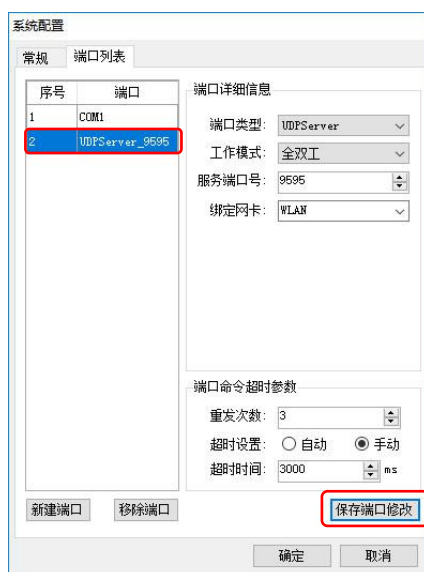 系统配置
常规 端口列表
序号 端口
1 COM1
2 UDPServer_9595
端口详细信息
端口类型: UDPServer
工作模式: 全双工
服务端口号: 9595
绑定网卡: WLAN
端口命令超时参数
重发次数: 3
超时设置: 自动 手动
超时时间: 3000 ms
新建端口 移除端口 保存端口修改
确定 取消